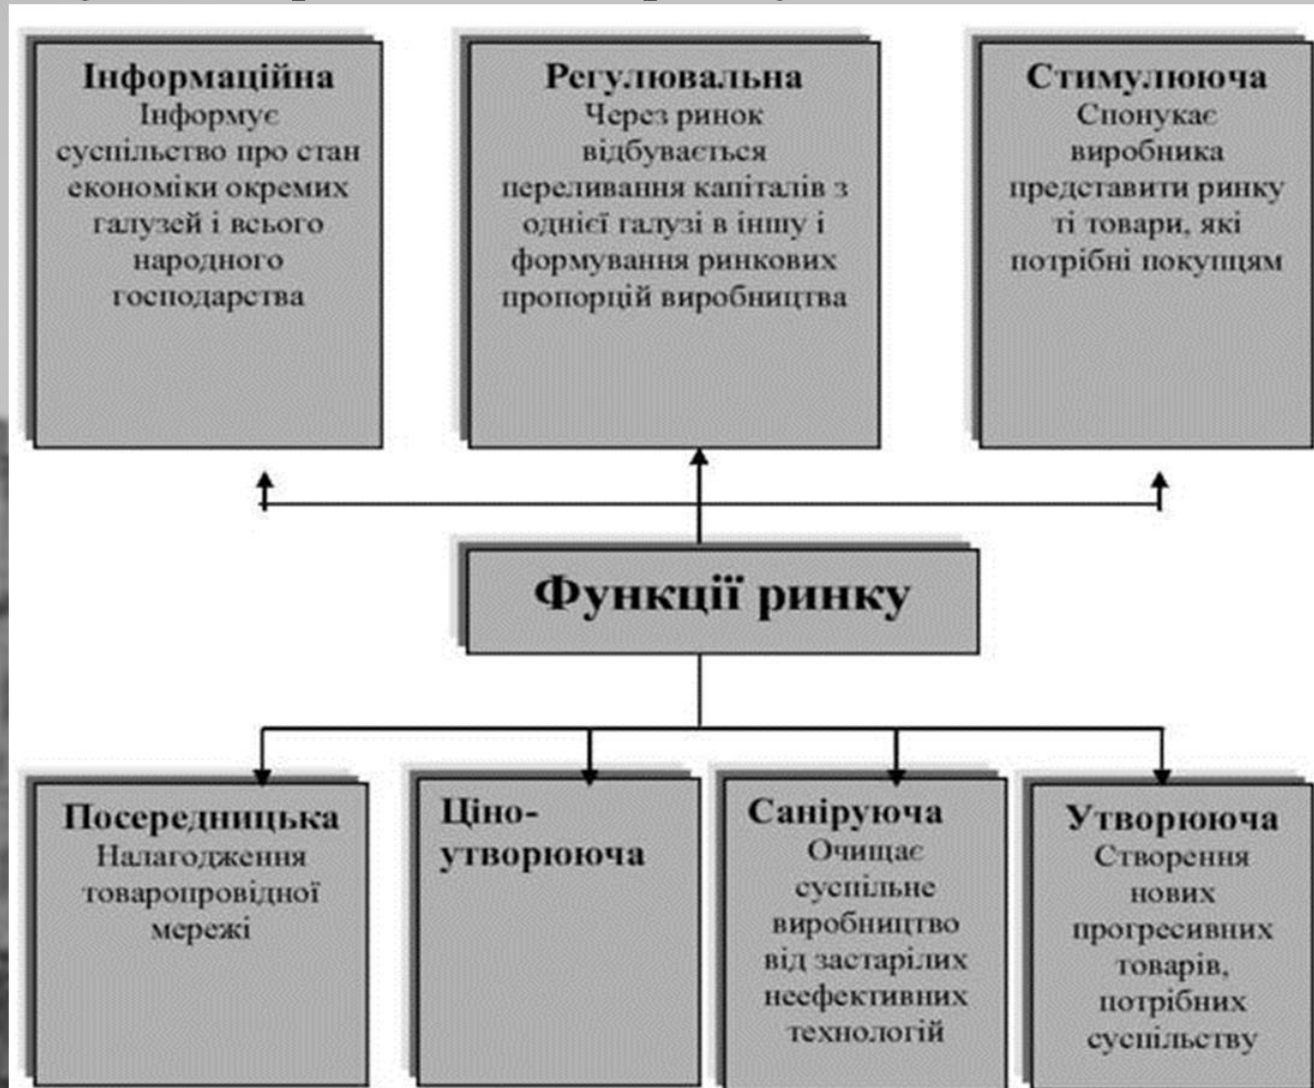 Інформаційна
Інформує
суспільство про стан
економіки окремих
галузей і всього
народного
господарства
Регулювальна
Через ринок
відбувається
переливання капіталів з
однієї галузі в іншу і
формування ринкових
пропорцій виробництва
Стимулююча
Спонукає
виробника
представити ринку
ті товари, які
потрібні покупцям
Функції ринку
Посередницька
Налагодження
товаропровідної
мережі
Ціно-
утворююча
Саніруюча
Очищає
суспільне
виробництво
від застарілих
неефективних
технологій
Утворююча
Створення
нових
прогресивних
товарів,
потрібних
суспільству